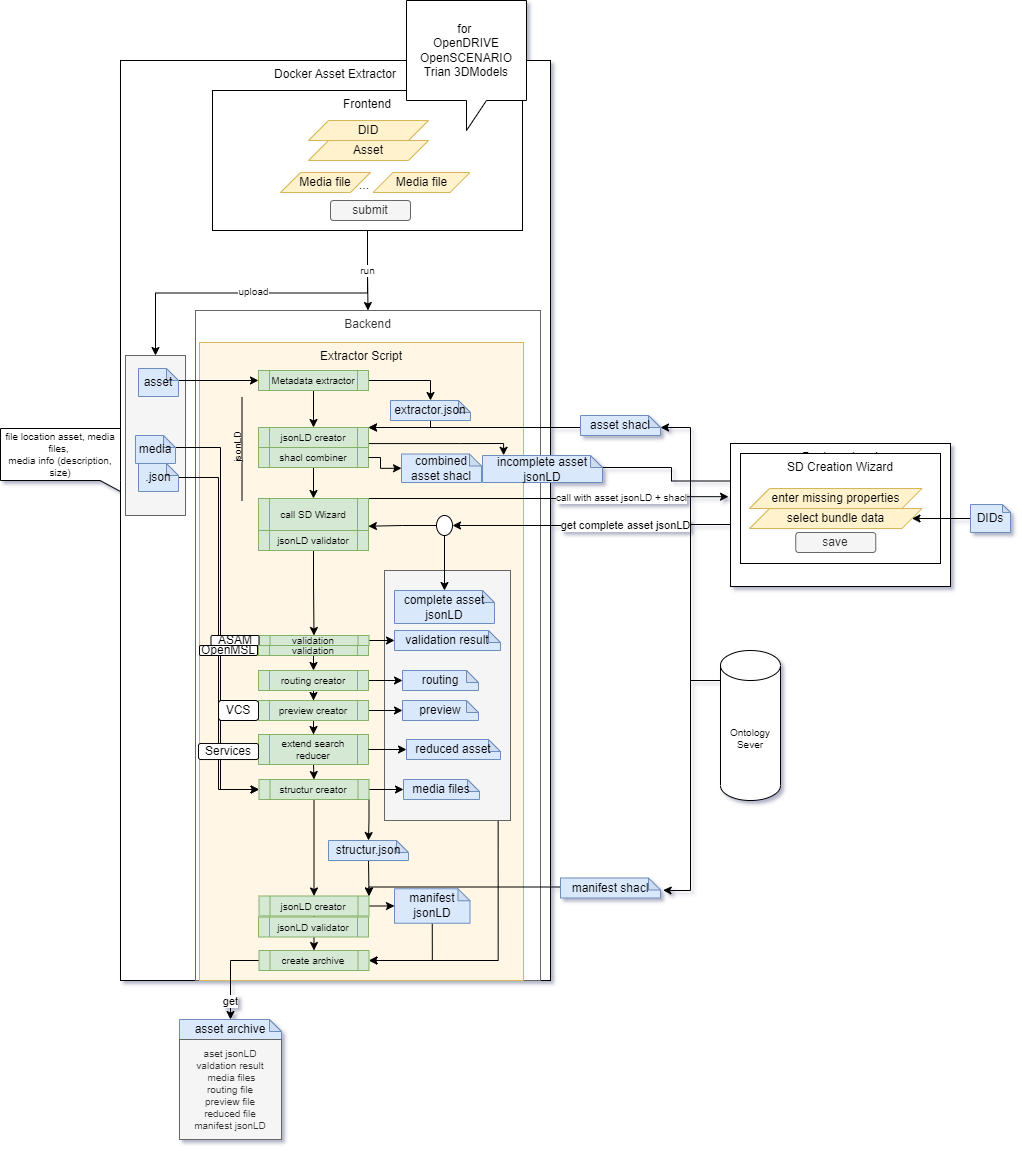 for
OpenDRIVE
OpenSCENARIO
Trian 3DModels
Docker Asset Extractor
Frontend
DID
Asset
Media file
...
Media file
submit
run
upload
Backend
Extractor Script
asset
Metadata extractor
extractor.json
jsonLD
asset shacl
file location asset, media
files,
media info (description,
size)
media
.json
jsonLD creator
shacl combiner
combined
asset shacl
incomplete asset
jsonLD
SD Creation Wizard
enter missing properties
select bundle data
save
DIDs
call with asset jsonLD + shacl
call SD Wizard
get complete asset jsonLD
jsonLD validator
complete asset
jsonLD
ASAM
validation
validation result
OpenMSL
validation
routing creator
routing
VCS
preview creator
preview
Services
extend search
reducer
reduced asset
structur creator
media files
Ontology
Sever
structur.json
manifest shacl
jsonLD creator
manifest
jsonLD
jsonLD validator
create archive
get
asset archive
aset jsonLD
valdation result
media files
routing file
preview file
reduced file
manifest jsonLD